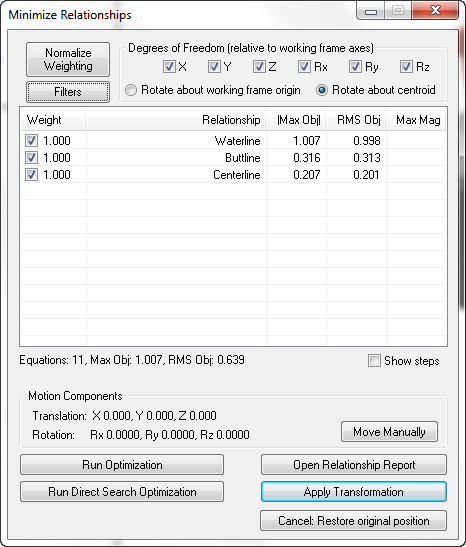 Minimize Relationships
Normalize
Weighting
Filters
Degrees of Freedom (relative to working frame axes)
X Y Z Rx Ry Rz
Rotate about working frame origin Rotate about centroid
Weight Relationship |Max Obj| RMS Obj Max Mag
1.000 Waterline 1.007 0.998
1.000 Buttline 0.316 0.313
1.000 Centerline 0.207 0.201
Equations: 11, Max Obj: 1.007, RMS Obj: 0.639
Show steps
Motion Components
Translation: X 0.000, Y 0.000, Z 0.000
Rotation: Rx 0.0000, Ry 0.0000, Rz 0.0000
Move Manually
Run Optimization
Open Relationship Report
Run Direct Search Optimization
Apply Transformation
Cancel: Restore original position